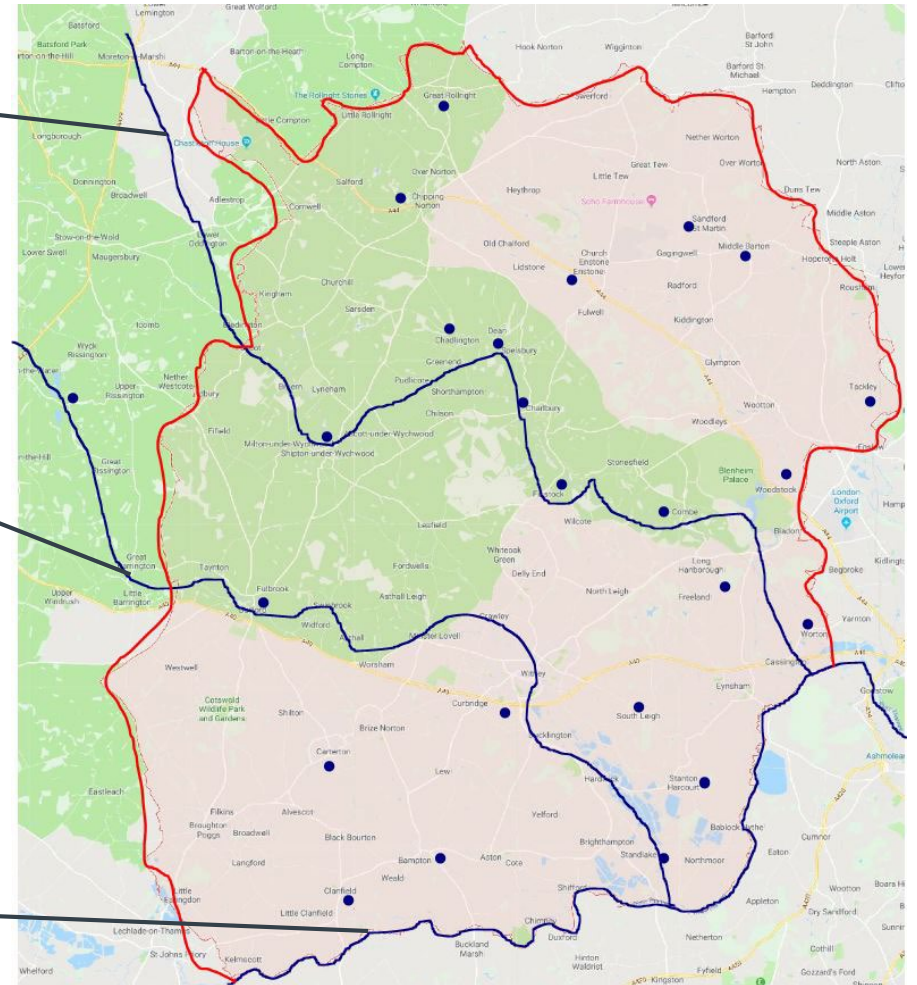 Lemington
Great Wolford
Batsford
Batsford Park
Moreton-in-Marsh
Barton-on-the-Heath
Long
Compton
Hook Norton
Wigginton
Barford
St John
Barford St.
Michael
Hempton
Deddington
The Rollright Stones
Great Rollright
Swerford
Little Compton
Little Rollright
Longborough
Chastleton House
Nether Worton
Over Worton
North Aston
Great Tew
Little Tew
Over Norton
Salford
Heythrop
Donnington
Broadwell
Adlestrop
Cornwell
Chipping
Norton
A44
Soho Farmhouse
Duns Tew
Middle Aston
Sandford
St Martin
Stow-on-the-Wold
Lower Swell
Maugersbury
Lower
Oddington
Old Chalford
Church
Enstone
Enstone
Gagingwell
Middle Barton
Steeple Aston
Hopcrofts Holt
Lidstone
Radford
Kingham
Churchill
Sarsden
Fulwell
Kiddington
Icomb
Bledington
Chadlington
Dean
Spelsbury
Wyck
Rissington
Greenend
Glympton
Upper
Rissington
Nether
Westcote
Idbury
Bruern
Lyneham
Pudlicote
Shorthampton
Chilson
Charlbury
Wootton
Woodleys
Tackley
Fifield
Ascott-under-Wychwood
Milton-under-Wychwood
Shipton-under-Wychwood
Great
Rissington
Stonesfield
Blenheim
Palace
Woodstock
London
Oxford
Airport
Finstock
Combe
Wilcote
Leafield
Bladon
Whiteoak
Green
Long
Hanborough
Begbroke
Great
Barrington
Taynton
Fordwells
Delly End
North Leigh
Freeland
Upper
Windrush
Little
Barrington
Fulbrook
Burford
Asthall Leigh
Swinbrook
Widford
Asthall
Minster Lovell
Crawley
Worton
Yarnton
Cassington
A40
Westwell
Worsham
Witney
Eynsham
Godstow
Cotswold
Wildlife Park
and Gardens
Shilton
Brize Norton
Curbridge
South Leigh
Ducklington
Carterton
Lew
Hardwick
Stanton
Harcourt
Eastleach
Filkins
Alvescot
Yelford
Broughton
Poggs
Broadwell
Black Bourton
Bablock Hythe
Cumnor
Brighthampton
Langford
Bampton
Aston
Cote
Standlake
Northmoor
Eaton
Weald
Clanfield
Shifford
Little Clanfield
Appleton
Wootton
Dry Sandford
Lechlade-on-Thames
Chimney
Duxford
Buckland
Marsh
Netherton
St Johns Priory
Kelmscott
Hinton
Waldrist
Cothill
Whelford
Kingston
Fyfield
Gozzard's Ford